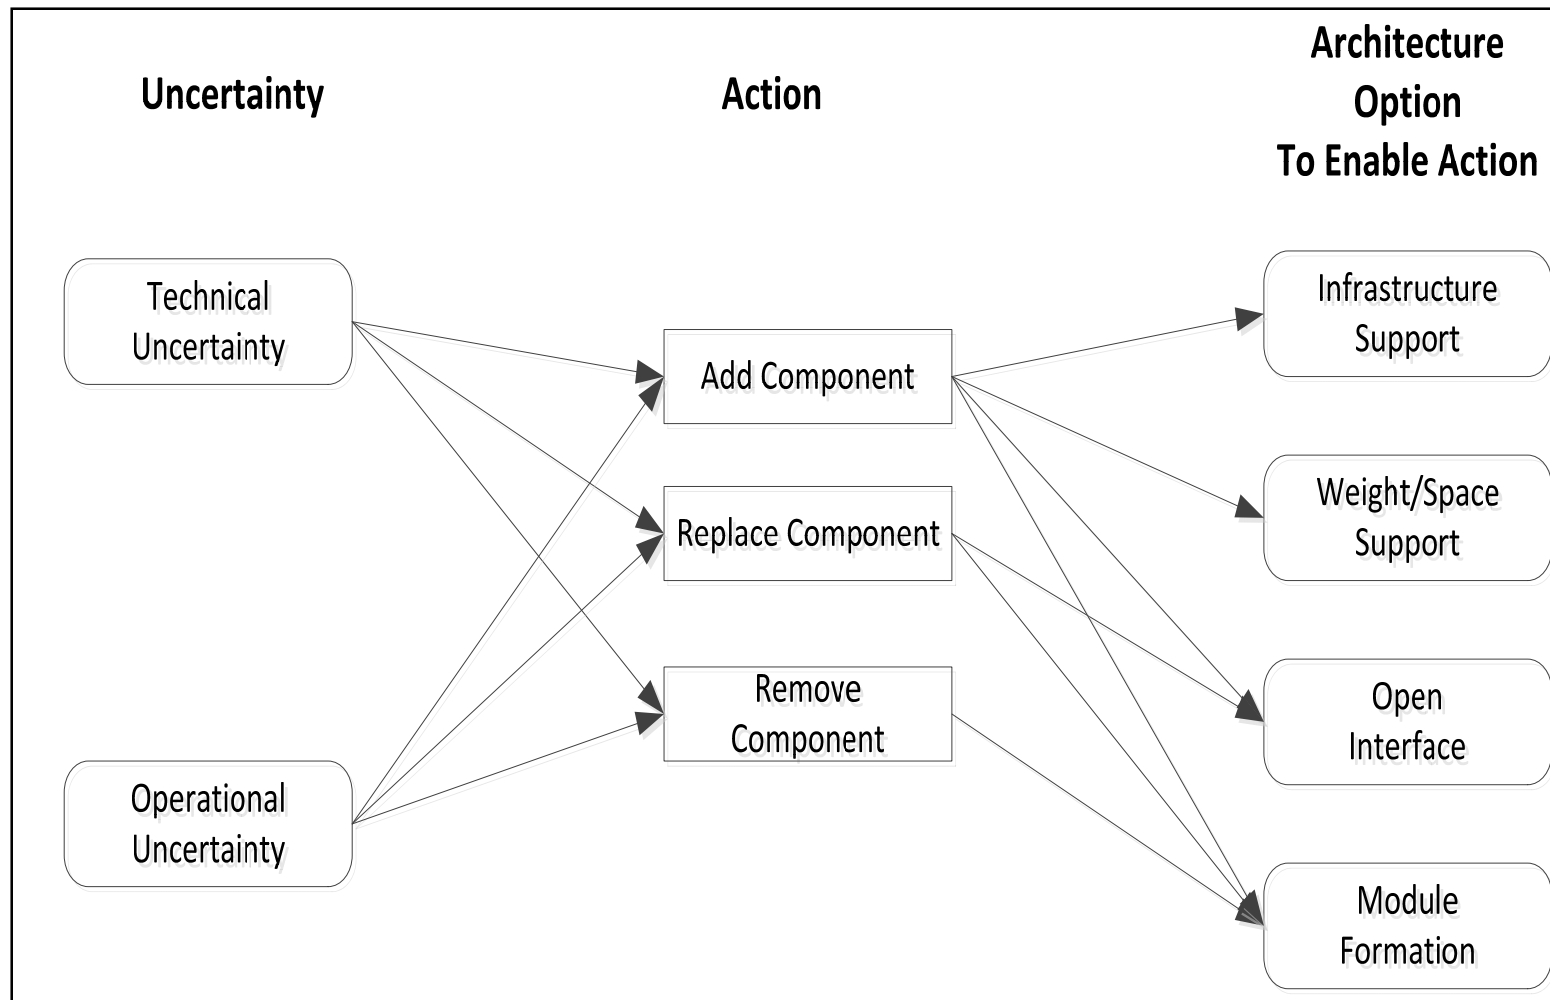 Uncertainty
Action
Architecture
Option
To Enable Action
Technical
Uncertainty
Operational
Uncertainty
Add Component
Replace Component
Remove
Component
Infrastructure
Support
Weight/Space
Support
Open
Interface
Module
Formation